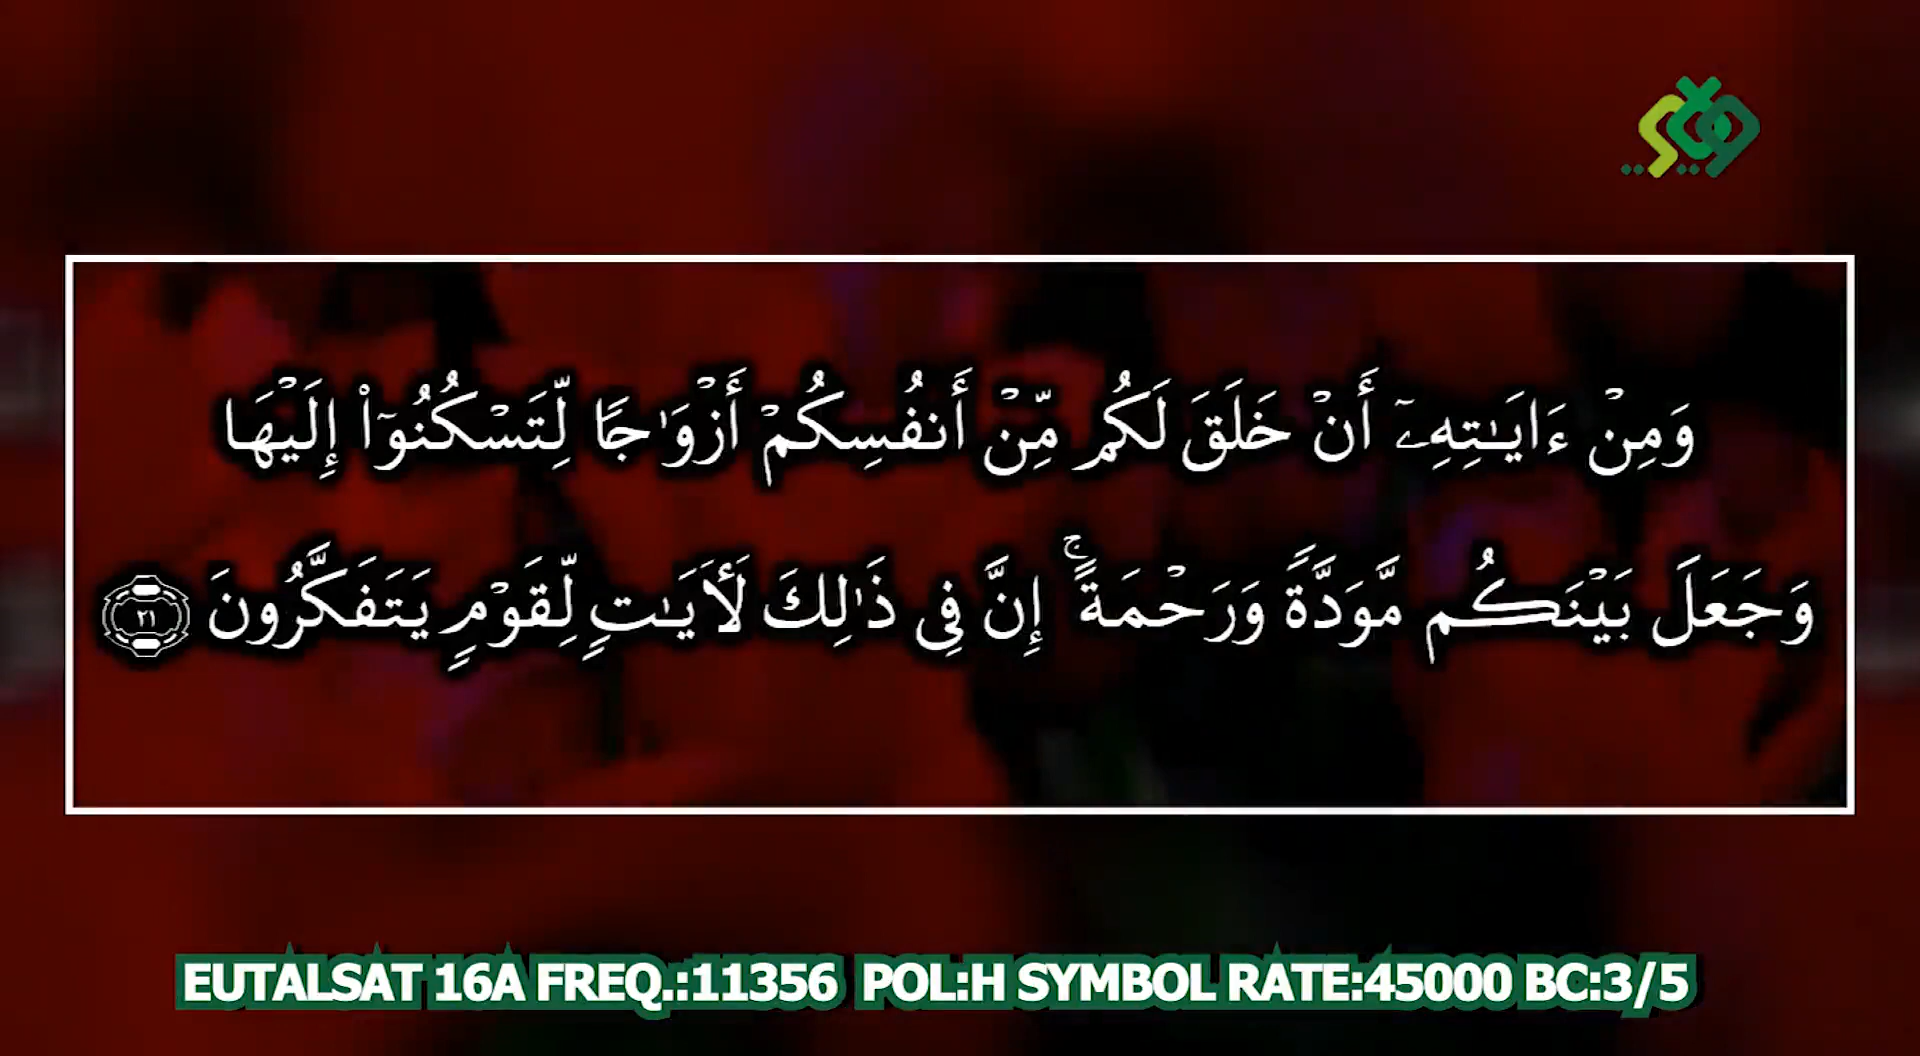 وَمِنْ ءَايَـٰتِهِۦٓ أَنْ خَلَقَ لَكُم مِّنْ أَنفُسِكُمْ أَزْوَٰجًا لِّتَسْكُنُوٓا۟ إِلَيْهَا
وَجَعَلَ بَيْنَكُم مَّوَدَّةً وَرَحْمَةً ۚ إِنَّ فِى ذَٰلِكَ لَـَٔايَـٰتٍ لِّقَوْمٍ يَتَفَكَّرُونَ ٢١
EUTALSAT 16A FREQ.:11356 POL:H SYMBOL RATE:45000 BC:3/5